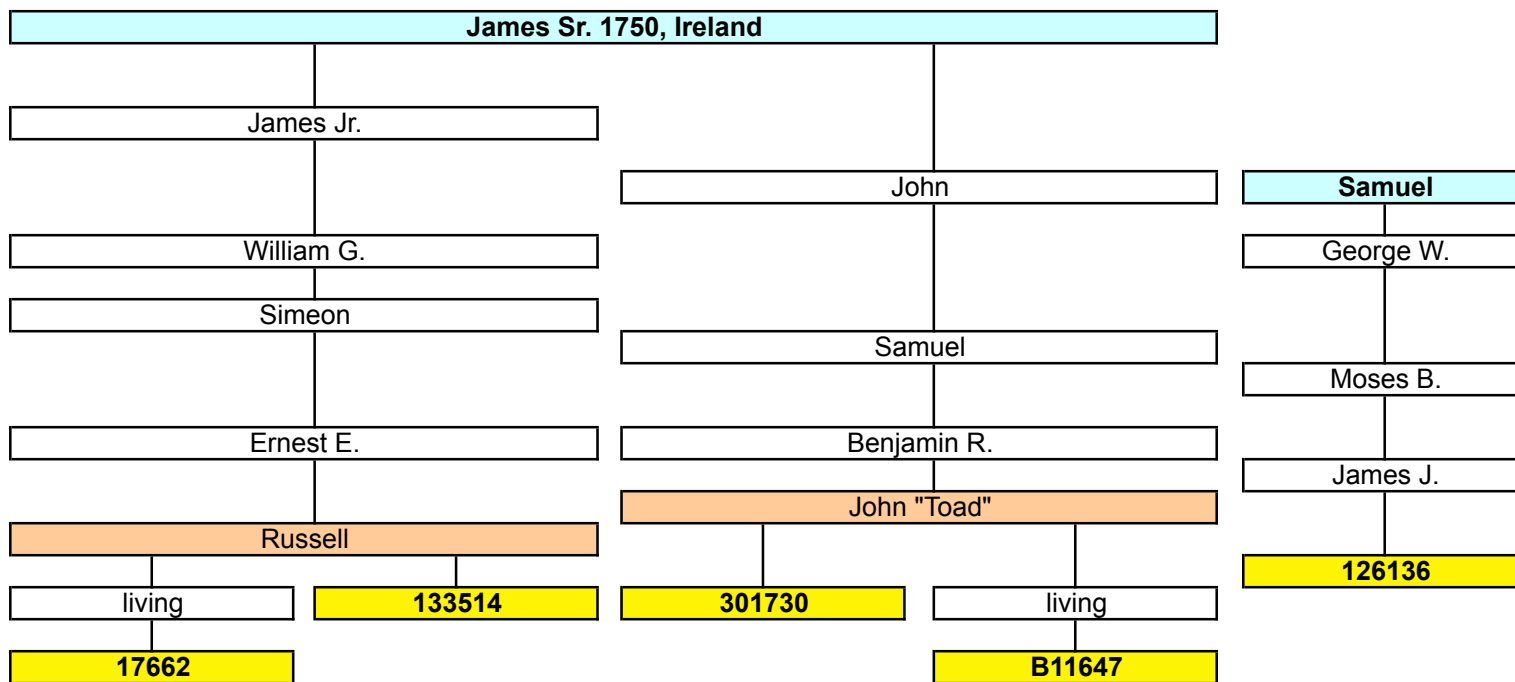 James Sr. 1750, Ireland
James Jr.
John
Samuel
William G.
George W.
Simeon
Samuel
Moses B.
Ernest E.
Benjamin R.
James J.
John "Toad"
Russell
126136
living
133514
301730
living
17662
B11647